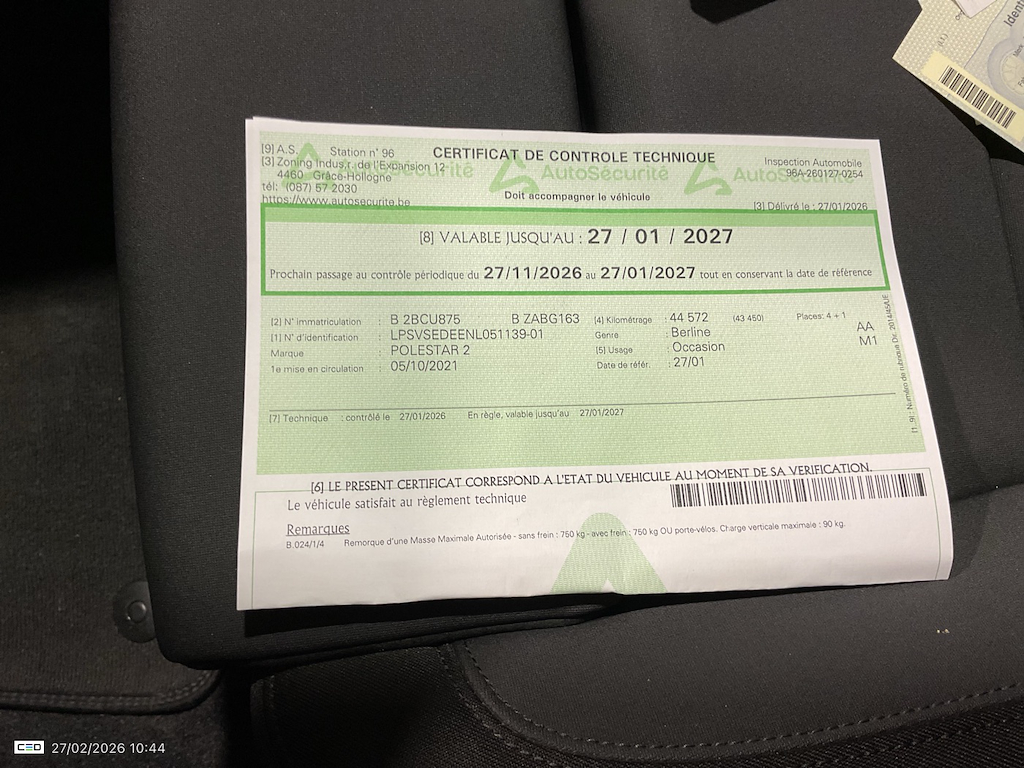 [9] A.S. Station n° 96
[3] Zoning Indus.r. de l'Expansion 12
4460 Grâce-Hollogne
tél: (087) 57 2030
https://www.autosecurite.be
CERTIFICAT DE CONTROLE TECHNIQUE
AutoSécurité AutoSécurité AutoSécurité
Doit accompagner le véhicule
Inspection Automobile
96A-260127-0254
[3] Délivré le : 27/01/2026
[8] VALABLE JUSQU'AU : 27 / 01 / 2027
Prochain passage au contrôle périodique du 27/11/2026 au 27/01/2027 tout en conservant la date de référence
[2] N° immatriculation : B 2BCU875 B ZABG163 [4] Kilométrage : 44 572 (43 450) Places: 4 + 1
[1] N° d'identification : LPSVSEDEENL051139-01 Genre : Berline AA
Marque : POLESTAR 2 [5] Usage : Occasion M1
1e mise en circulation : 05/10/2021 Date de référ. : 27/01
[7] Technique : contrôlé le 27/01/2026 En règle, valable jusqu'au 27/01/2027
[1..9] : Numéro de rubrique Dir. 2014/45/UE
[6] LE PRESENT CERTIFICAT CORRESPOND A L'ETAT DU VEHICULE AU MOMENT DE SA VERIFICATION.
Le véhicule satisfait au règlement technique
Remarques
B.024/1/4 Remorque d'une Masse Maximale Autorisée - sans frein : 750 kg - avec frein : 750 kg OU porte-vélos. Charge verticale maximale : 90 kg.
27/02/2026 10:44